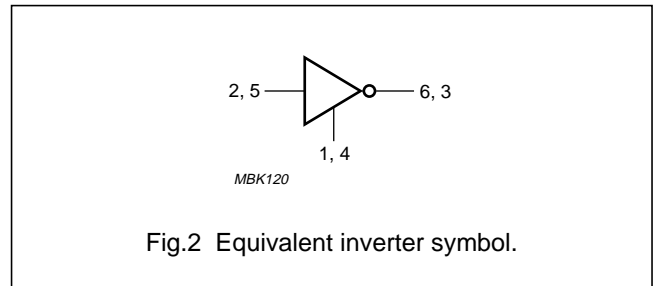 2, 5
6, 3
1, 4
MBK120
Fig.2 Equivalent inverter symbol.